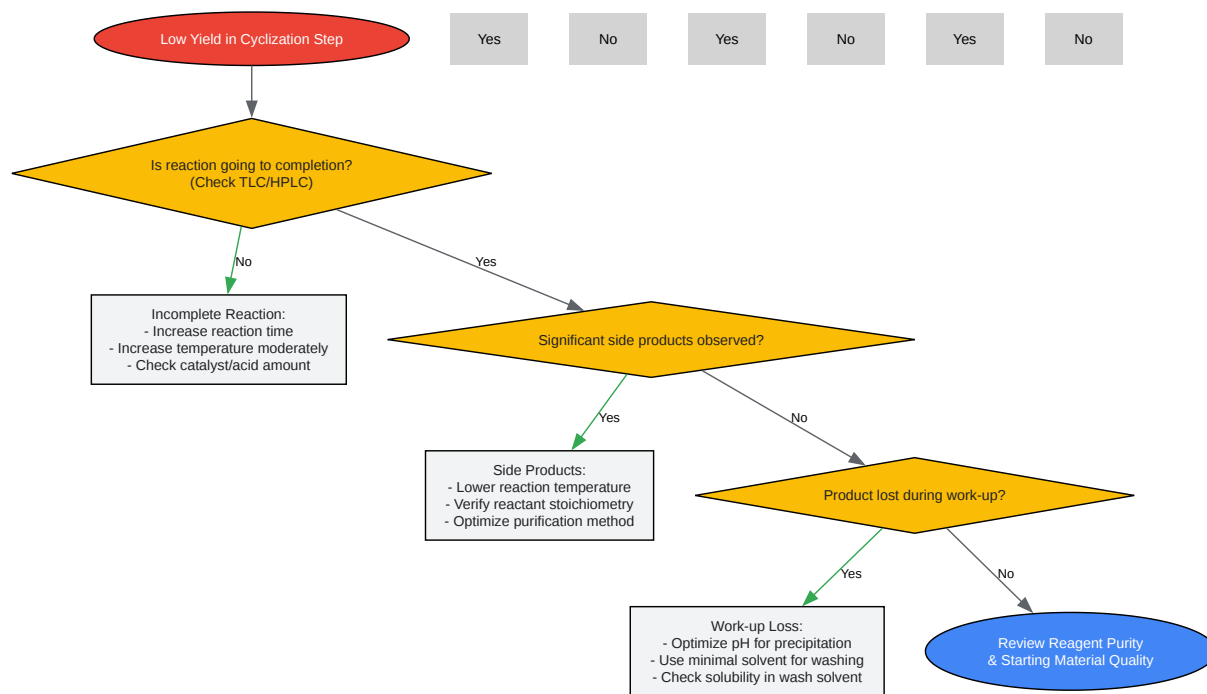 Low Yield in Cyclization Step
Yes
No
Yes
No
Yes
No
Is reaction going to completion?
(Check TLC/HPLC)
No
Yes
Incomplete Reaction:
- Increase reaction time
- Increase temperature moderately
- Check catalyst/acid amount
Significant side products observed?
Yes
No
Side Products:
- Lower reaction temperature
- Verify reactant stoichiometry
- Optimize purification method
Product lost during work-up?
Yes
No
Work-up Loss:
- Optimize pH for precipitation
- Use minimal solvent for washing
- Check solubility in wash solvent
Review Reagent Purity
& Starting Material Quality